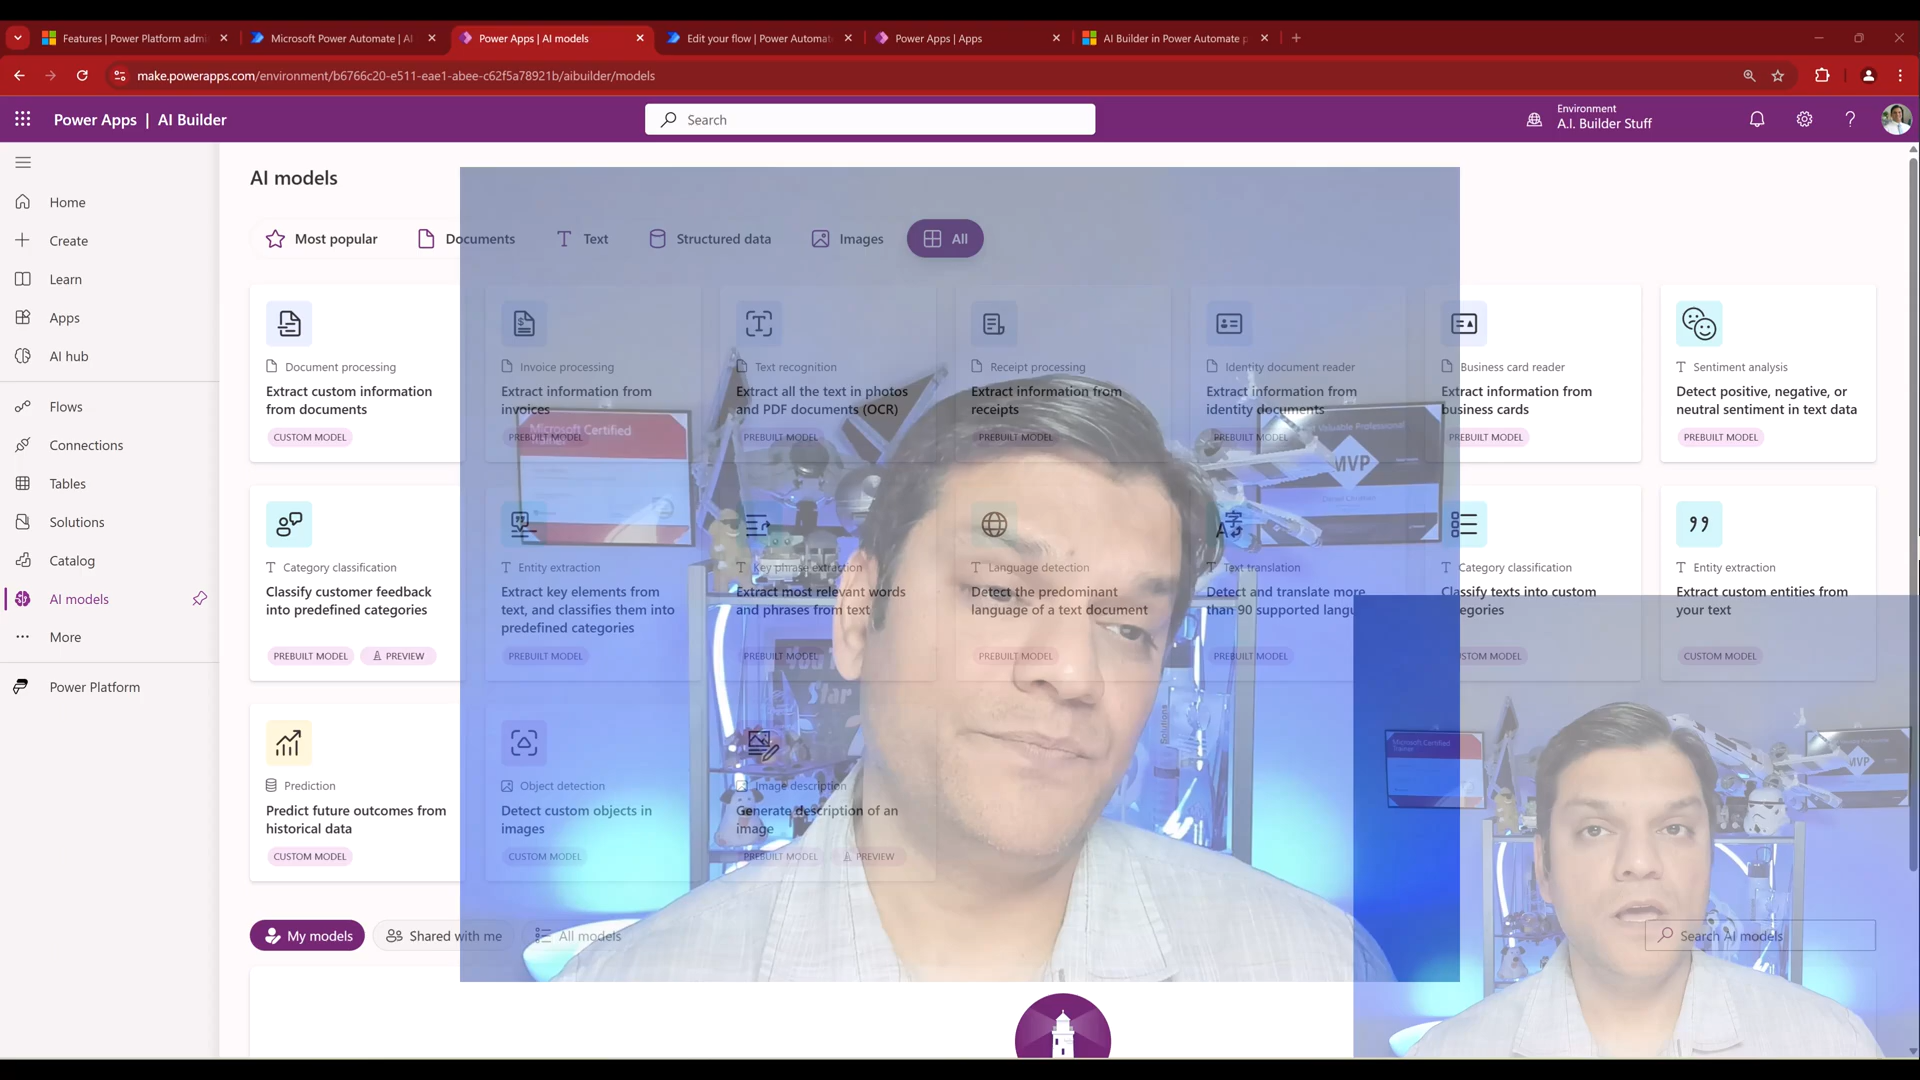 Features | Power Platform adm
Microsoft Power Automate | AI
Power Apps | AI models
Edit your flow | Power Automat
Power Apps | Apps
AI Builder in Power Automate p
make.powerapps.com/environment/b6766c20-e511-eae1-abee-c62f5a78921b/aibuilder/models
Power Apps | AI Builder
Search
Environment
A.I. Builder Stuff
Home
Create
Learn
Apps
AI hub
Flows
Connections
Tables
Solutions
Catalog
AI models
More
Power Platform
AI models
Most popular
Documents
Text
Structured data
Images
All
Document processing
Extract custom information
from documents
CUSTOM MODEL
Invoice processing
Extract information from
invoices
PREBUILT MODEL
Text recognition
Extract all the text in photos
and PDF documents (OCR)
PREBUILT MODEL
Receipt processing
Extract information from
receipts
PREBUILT MODEL
Identity document reader
Extract information from
identity documents
PREBUILT MODEL
Business card reader
Extract information from
business cards
PREBUILT MODEL
Sentiment analysis
Detect positive, negative, or
neutral sentiment in text data
PREBUILT MODEL
Category classification
Classify customer feedback
into predefined categories
PREBUILT MODEL
PREVIEW
Entity extraction
Extract key elements from
text, and classifies them into
predefined categories
PREBUILT MODEL
Key phrase extraction
Extract most relevant words
and phrases from text
PREBUILT MODEL
Language detection
Detect the predominant
language of a text document
PREBUILT MODEL
Text translation
Detect and translate more
than 90 supported langu
PREBUILT MODEL
Category classification
Classify texts into custom
egories
STOM MODEL
Entity extraction
Extract custom entities from
your text
CUSTOM MODEL
Prediction
Predict future outcomes from
historical data
CUSTOM MODEL
Object detection
Detect custom objects in
images
CUSTOM MODEL
Image description
Generate description of an
image
PREBUILT MODEL
PREVIEW
Microsoft Certified
Trainer
Valuable Professional
MVP
Star
Solutions
Microsoft Certified
Trainer
MVP
My models
Shared with me
All models
Search AI models